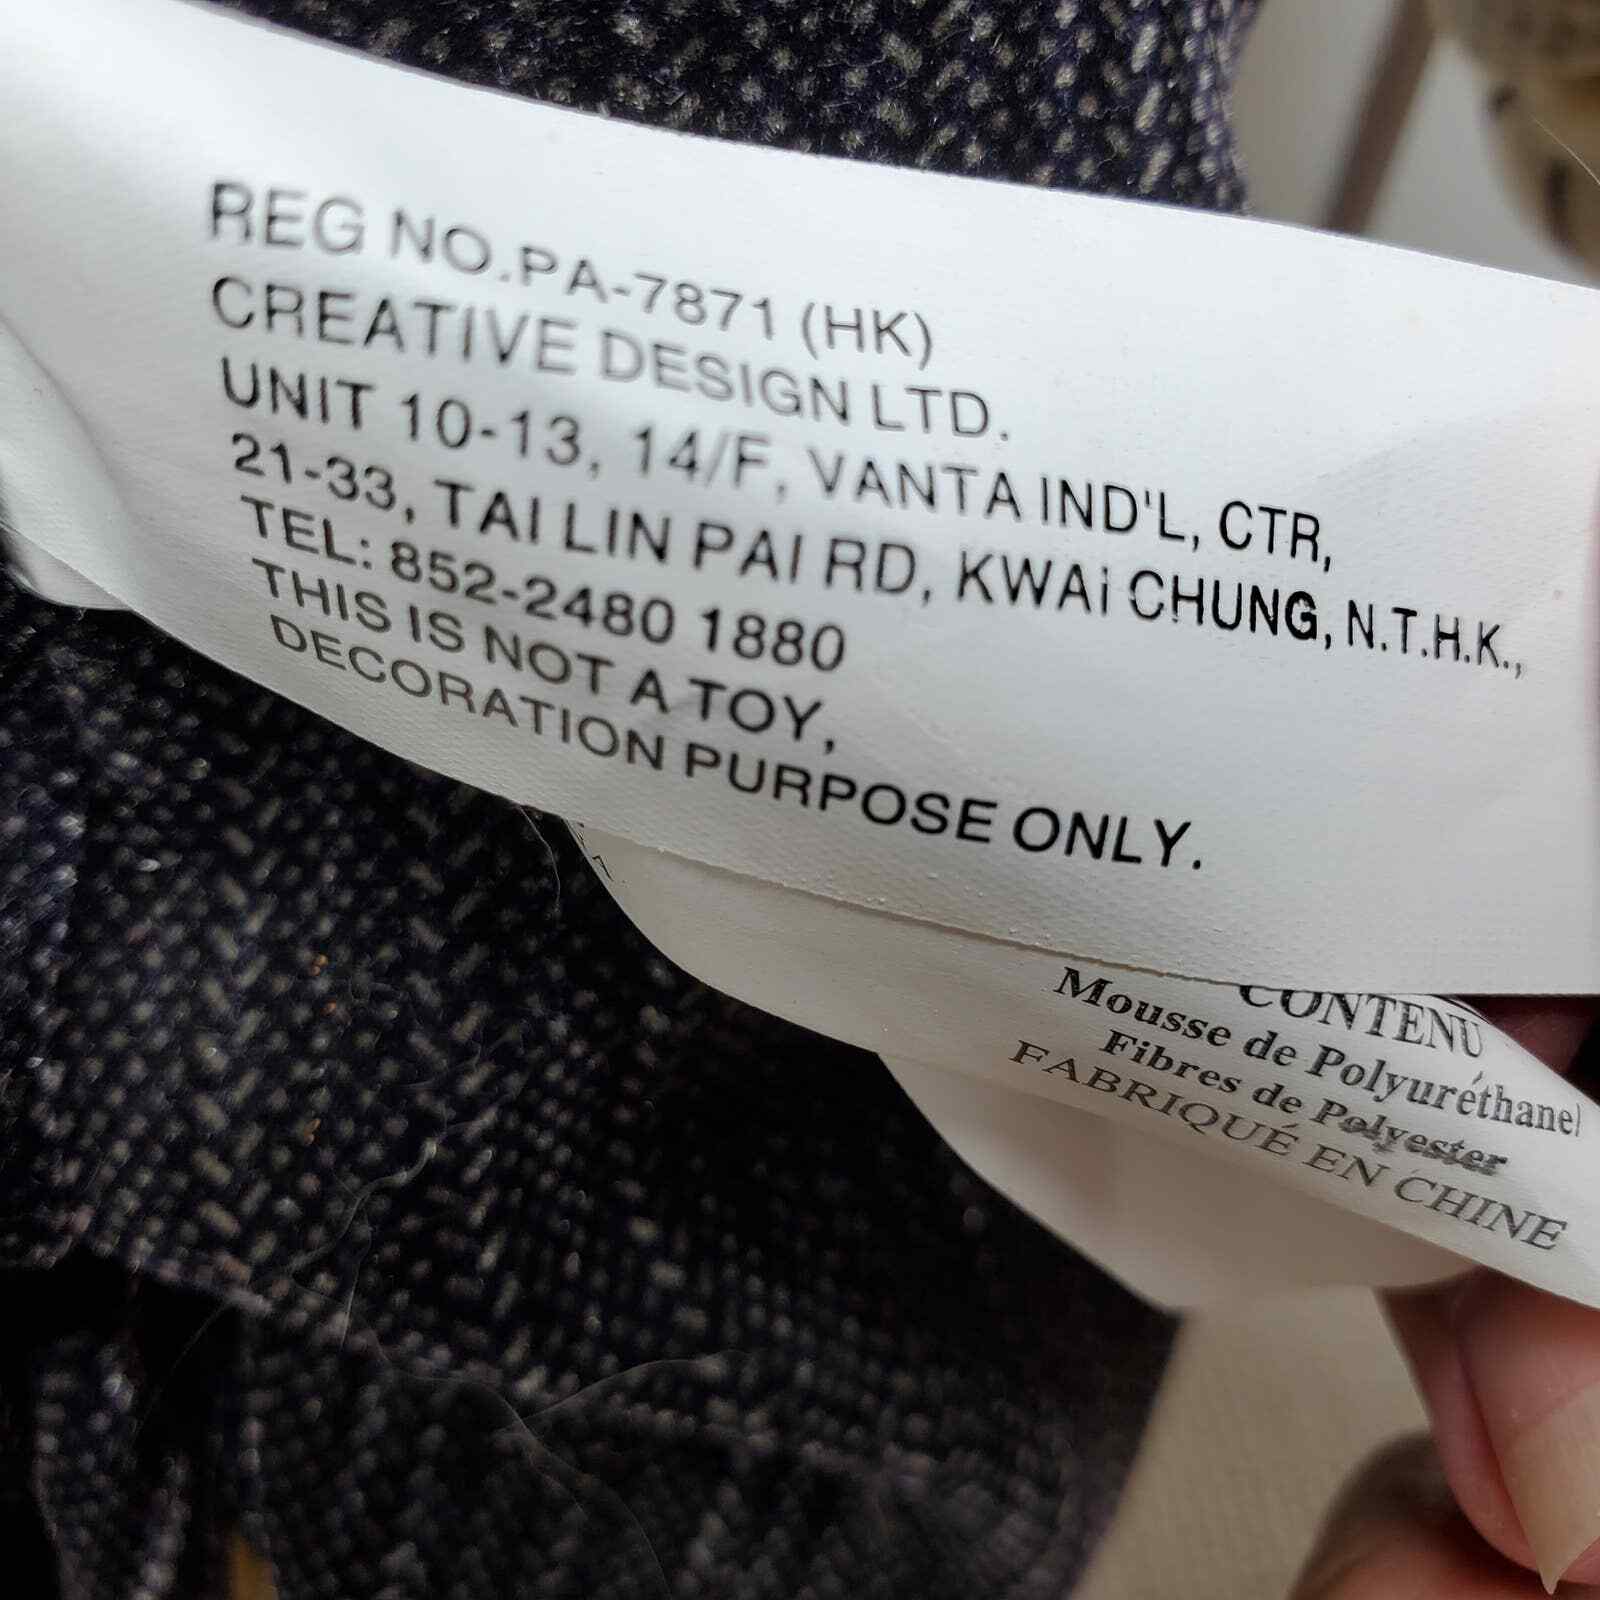 REG NO.PA-7871 (HK)
CREATIVE DESIGN LTD.
UNIT 10-13, 14/F, VANTA IND'L, CTR,
21-33, TAI LIN PAI RD, KWAi CHUNG, N.T.H.K.,
TEL: 852-2480 1880
THIS IS NOT A TOY,
DECORATION PURPOSE ONLY.
CONTENU
Mousse de Polyuréthane/
Fibres de Polyester
FABRIQUÉ EN CHINE